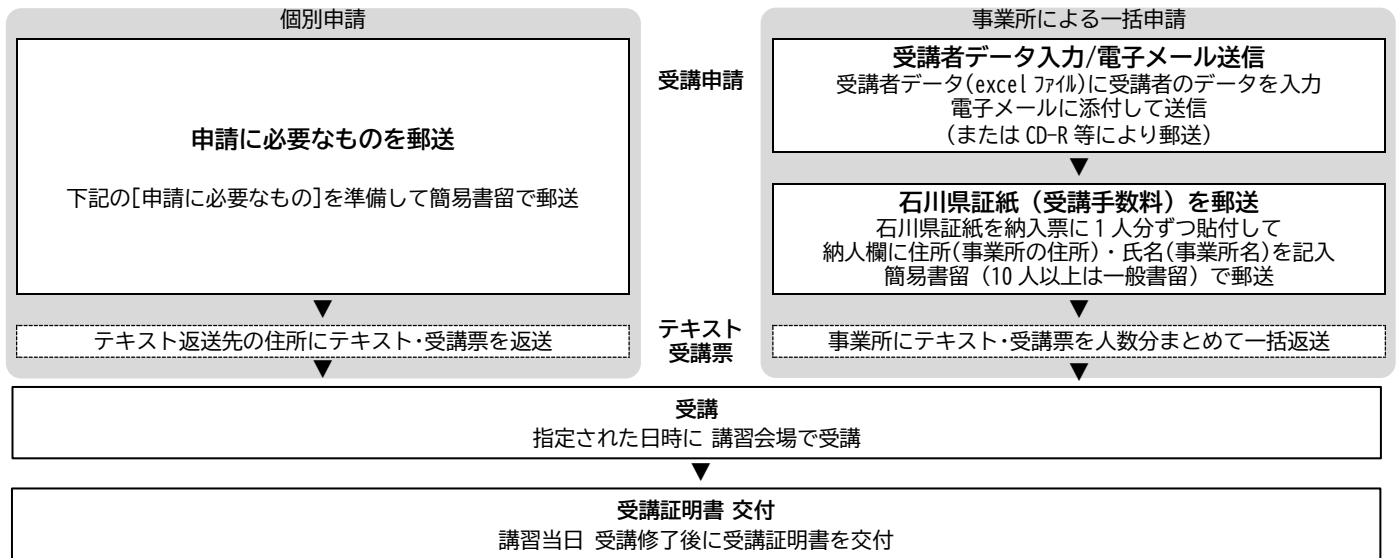 個別申請
申請に必要なものを郵送
下記の[申請に必要なもの]を準備して簡易書留で郵送
▼
テキスト返送先の住所にテキスト・受講票を返送
▼
受講申請
テキスト
受講票
事業所による一括申請
受講者データ入力/電子メール送信
受講者データ(excel ファイル)に受講者のデータを入力
電子メールに添付して送信
(または CD-R 等により郵送)
▼
石川県証紙（受講手数料）を郵送
石川県証紙を納入票に1人分ずつ貼付して
納人欄に住所(事業所の住所)・氏名(事業所名)を記入
簡易書留（10人以上は一般書留）で郵送
▼
事業所にテキスト・受講票を人数分まとめて一括返送
▼
受講
指定された日時に 講習会場で受講
▼
受講証明書 交付
講習当日 受講修了後に受講証明書を交付